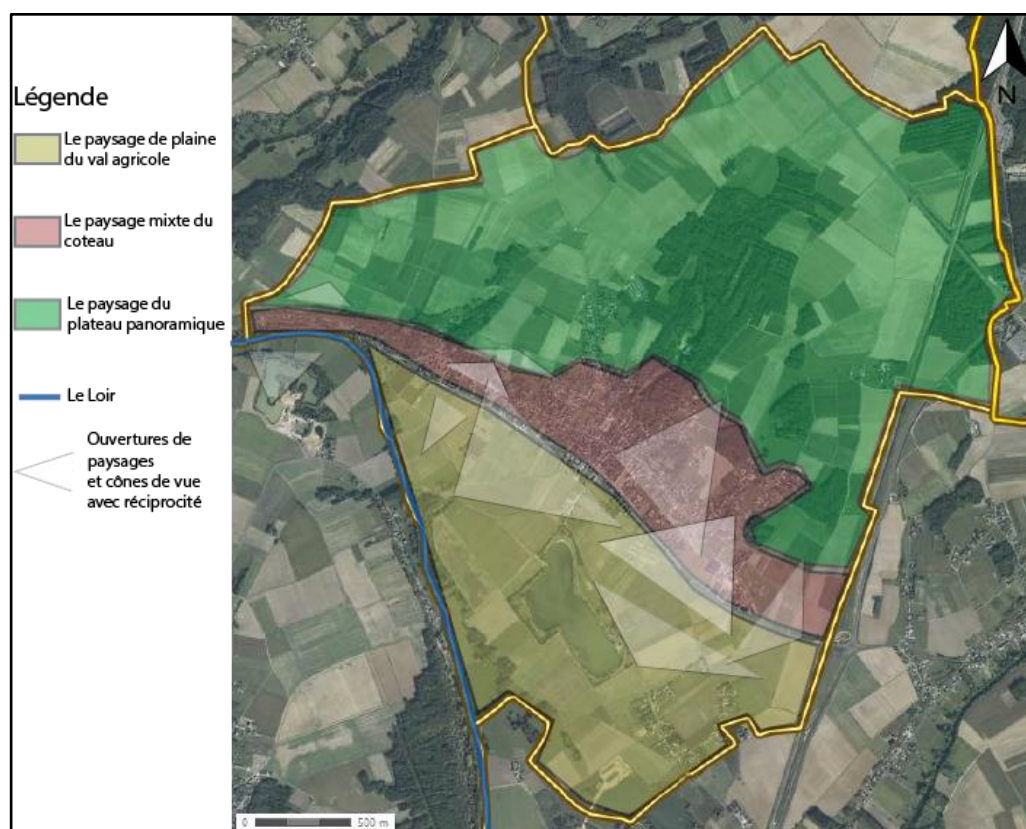 Légende
Le paysage de plaine
du val agricole
Le paysage mixte du
coteau
Le paysage du
plateau panoramique
Le Loir
Ouvertures de
paysages
et cônes de vue
avec réciprocité
N
0 500 m